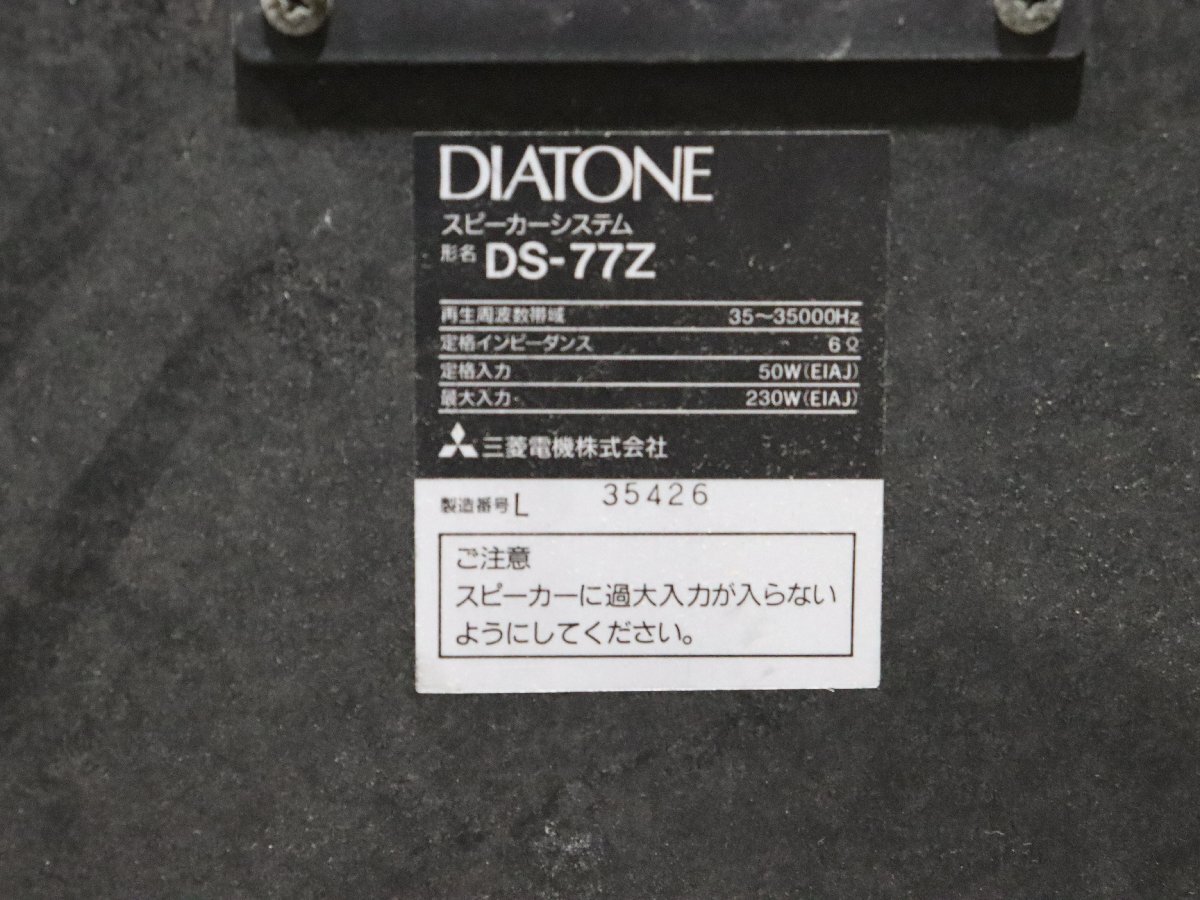 DIATONE
スピーカーシステム
形名 DS-77Z
再生周波数帯域 35〜35000Hz
定格インピーダンス 6Ω
定格入力 50W(EIAJ)
最大入力 230W(EIAJ)
三菱電機株式会社
製造番号 L 35426
ご注意
スピーカーに過大入力が入らない
ようにしてください。